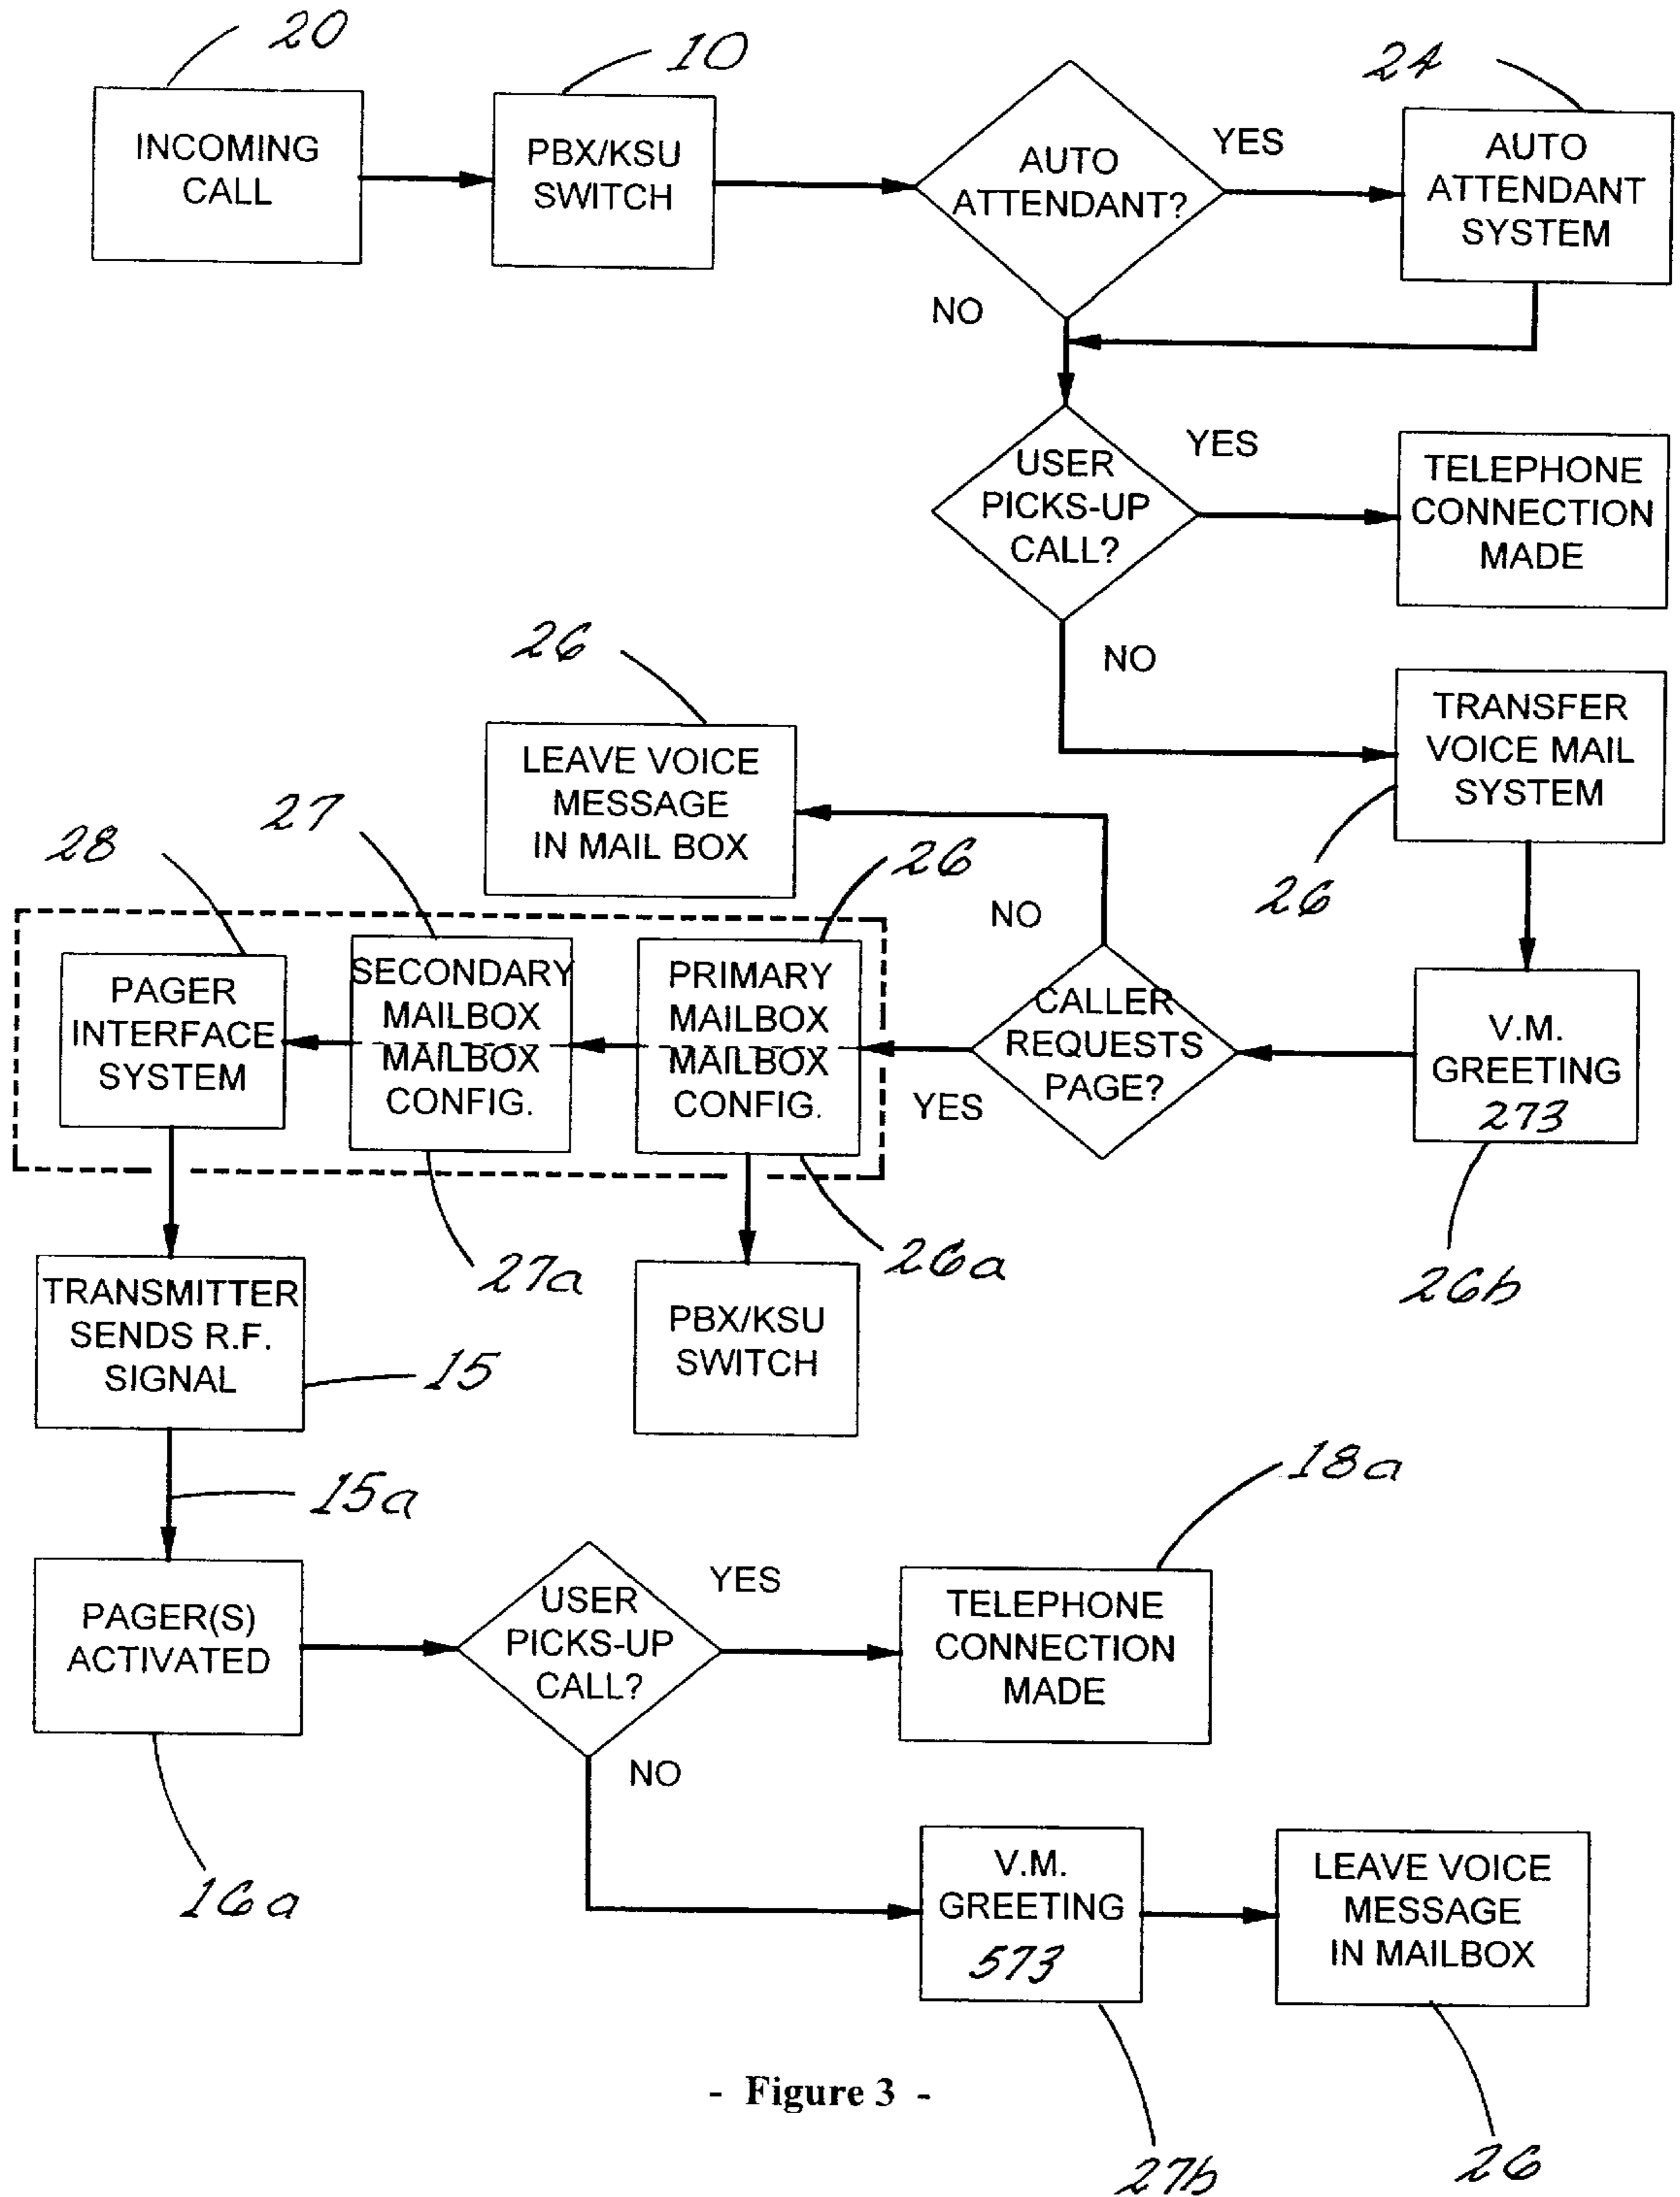 20
10
24
INCOMING
CALL
PBX/KSU
SWITCH
AUTO
ATTENDANT?
YES
AUTO
ATTENDANT
SYSTEM
NO
USER
PICKS-UP
CALL?
YES
TELEPHONE
CONNECTION
MADE
NO
26
LEAVE VOICE
MESSAGE
IN MAIL BOX
TRANSFER
VOICE MAIL
SYSTEM
26
28
27
26
NO
PAGER
INTERFACE
SYSTEM
SECONDARY
MAILBOX
MAILBOX
CONFIG.
PRIMARY
MAILBOX
MAILBOX
CONFIG.
CALLER
REQUESTS
PAGE?
YES
V.M.
GREETING
273
27a
26a
26b
TRANSMITTER
SENDS R.F.
SIGNAL
15
PBX/KSU
SWITCH
15a
18a
PAGER(S)
ACTIVATED
USER
PICKS-UP
CALL?
YES
TELEPHONE
CONNECTION
MADE
NO
16a
V.M.
GREETING
573
LEAVE VOICE
MESSAGE
IN MAILBOX
- Figure 3 -
27b
26